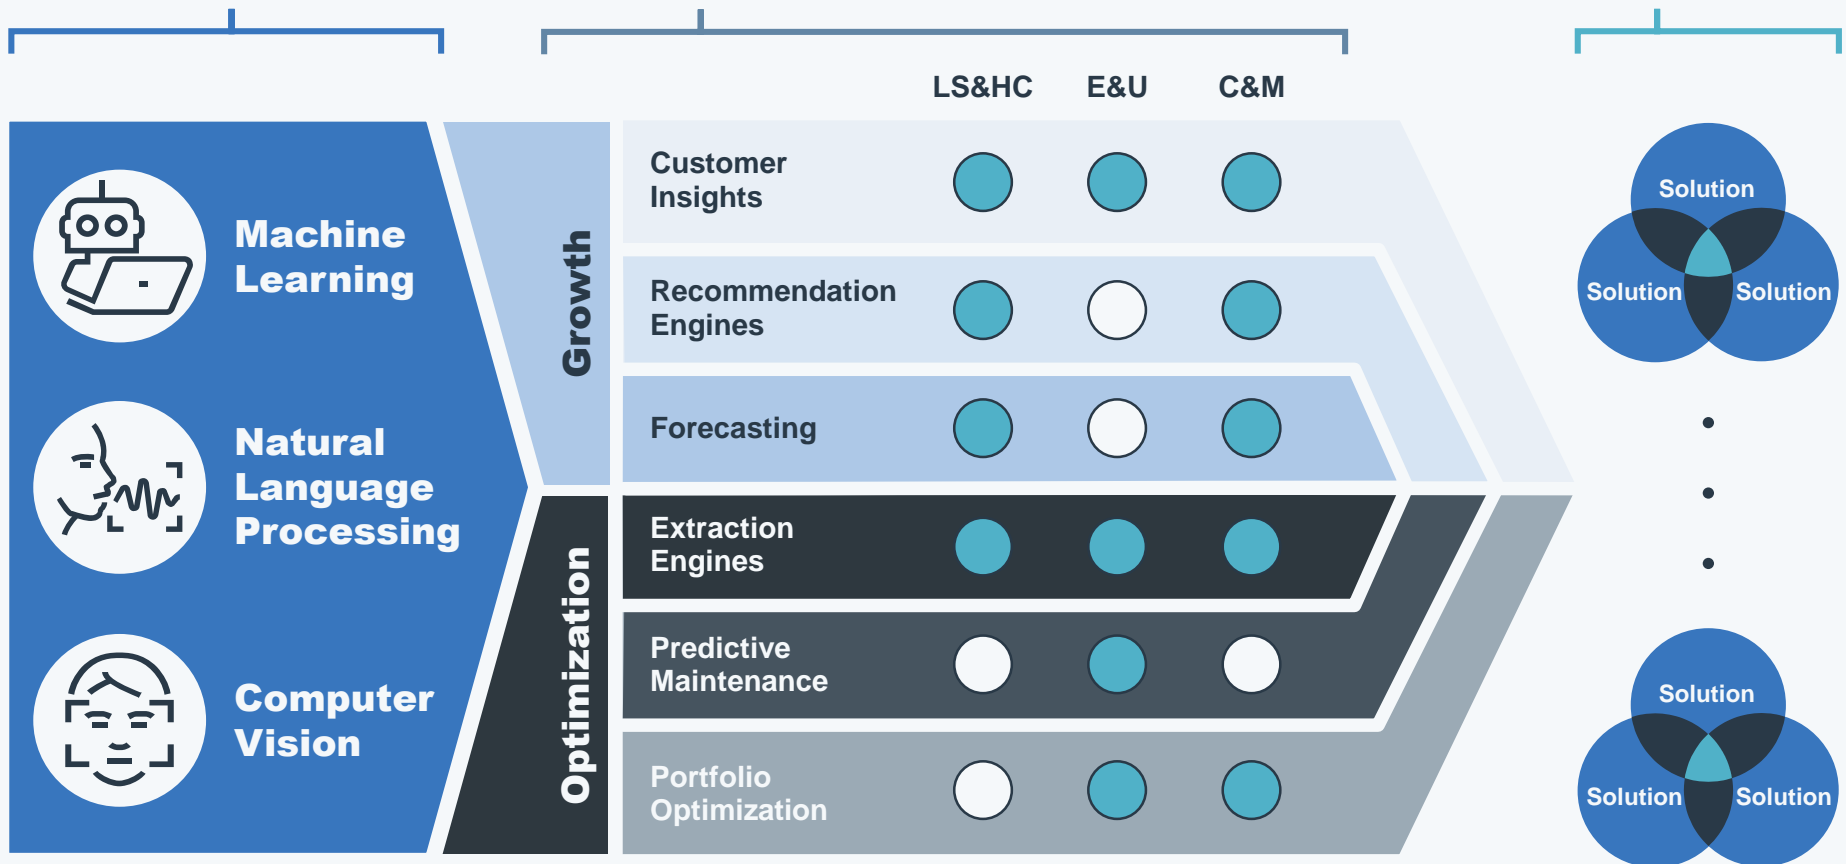 LS&HC E&U C&M
Machine
Learning
Natural
Language
Processing
Computer
Vision
Growth
Optimization
Customer
Insights
Recommendation
Engines
Forecasting
Extraction
Engines
Predictive
Maintenance
Portfolio
Optimization
Solution
Solution Solution
Solution
Solution Solution